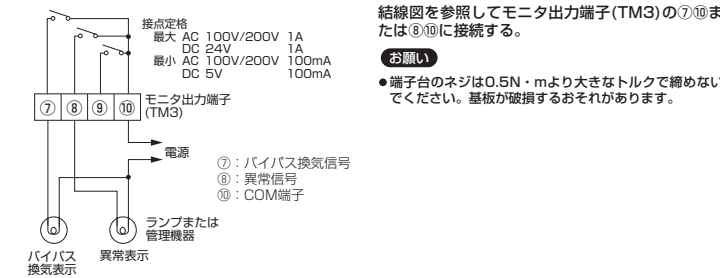 接点定格
最大 AC 100V/200V 1A
DC 24V 1A
最小 AC 100V/200V 100mA
DC 5V 100mA
⑦ ⑧ ⑨ ⑩
モニタ出力端子
(TM3)
電源
⑦：バイパス換気信号
⑧：異常信号
⑩：COM端子
ランプまたは
管理機器
バイパス
換気表示
異常表示
結線図を参照してモニタ出力端子(TM3)の⑦⑩ま
たは⑧⑩に接続する。
お願い
●端子台のネジは0.5N・mより大きなトルクで締めない
でください。基板が破損するおそれがあります。